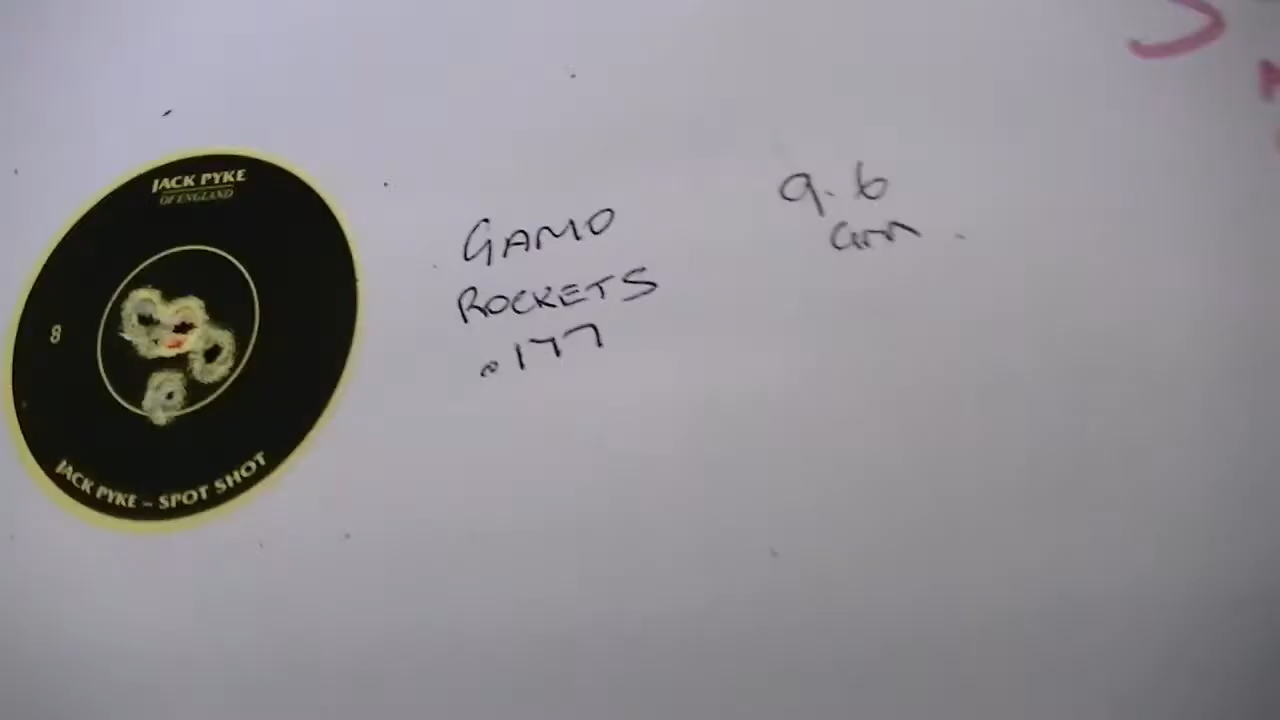 JACK PYKE
OF ENGLAND
8
JACK PYKE – SPOT SHOT
GAMO
ROCKETS
.177
9.6
Grn